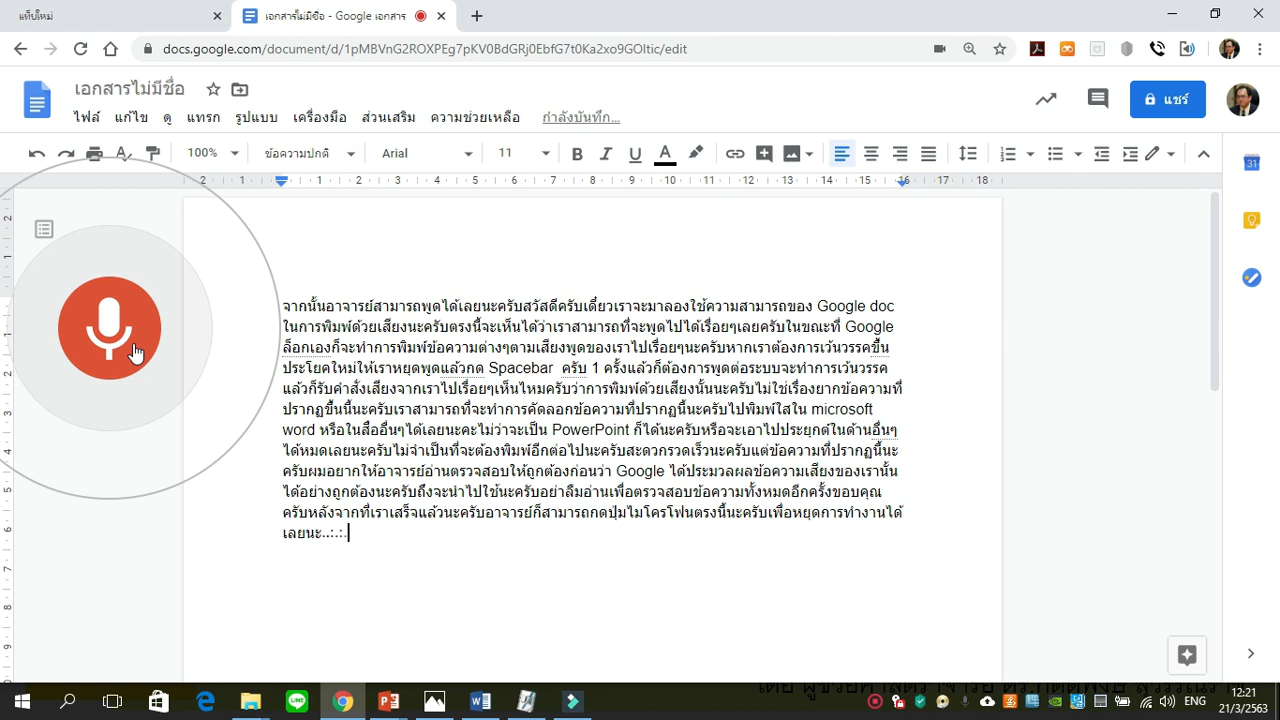 แท็บใหม่
เอกสารไม่มีชื่อ - Google เอกสาร
docs.google.com/document/d/1pMBVnG2ROXPEg7pKV0BdGRj0EbfG7t0Ka2xo9GOltic/edit
เอกสารไม่มีชื่อ
แชร์
ไฟล์ แก้ไข ดู แทรก รูปแบบ เครื่องมือ ส่วนเสริม ความช่วยเหลือ กำลังบันทึก...
100% ข้อความปกติ Arial 11
2 1 1 2 3 4 5 6 7 8 9 10 11 12 13 14 15 16 17 18
จากนั้นอาจารย์สามารถพูดได้เลยนะครับสวัสดีครับเดี๋ยวเราจะมาลองใช้ความสามารถของ Google doc
ในการพิมพ์ด้วยเสียงนะครับตรงนี้จะเห็นได้ว่าเราสามารถที่จะพูดไปได้เรื่อยๆเลยครับในขณะที่ Google
ล็อกเองก็จะทำการพิมพ์ข้อความต่างๆตามเสียงพูดของเราไปเรื่อยๆนะครับหากเราต้องการเว้นวรรคขึ้น
ประโยคใหม่ให้เราหยุดพูดแล้วกด Spacebar ครับ 1 ครั้งแล้วก็ต้องการพูดต่อระบบจะทำการเว้นวรรค
แล้วก็รับคำสั่งเสียงจากเราไปเรื่อยๆเห็นไหมครับว่าการพิมพ์ด้วยเสียงนั้นนะครับไม่ใช่เรื่องยากข้อความที่
ปรากฏขึ้นนี้นะครับเราสามารถที่จะทำการคัดลอกข้อความที่ปรากฏนี้นะครับไปพิมพ์ใส่ใน microsoft
word หรือในสื่ออื่นๆได้เลยนะคะไม่ว่าจะเป็น PowerPoint ก็ได้นะครับหรือจะเอาไปประยุกต์ในด้านอื่นๆ
ได้หมดเลยนะครับไม่จำเป็นที่จะต้องพิมพ์อีกต่อไปนะครับสะดวกรวดเร็วนะครับแต่ข้อความที่ปรากฏนี้นะ
ครับผมอยากให้อาจารย์อ่านตรวจสอบให้ถูกต้องก่อนว่า Google ได้ประมวลผลข้อความเสียงของเรานั้น
ได้อย่างถูกต้องนะครับถึงจะนำไปใช้นะครับอย่าลืมอ่านเพื่อตรวจสอบข้อความทั้งหมดอีกครั้งขอบคุณ
ครับหลังจากที่เราเสร็จแล้วนะครับอาจารย์ก็สามารถกดปุ่มไมโครโฟนตรงนี้นะครับเพื่อหยุดการทำงานได้
เลยนะ..:.:.
2 1 1 2 3 4 5 6 7 8 9
31
ENG
12:21
21/3/2563